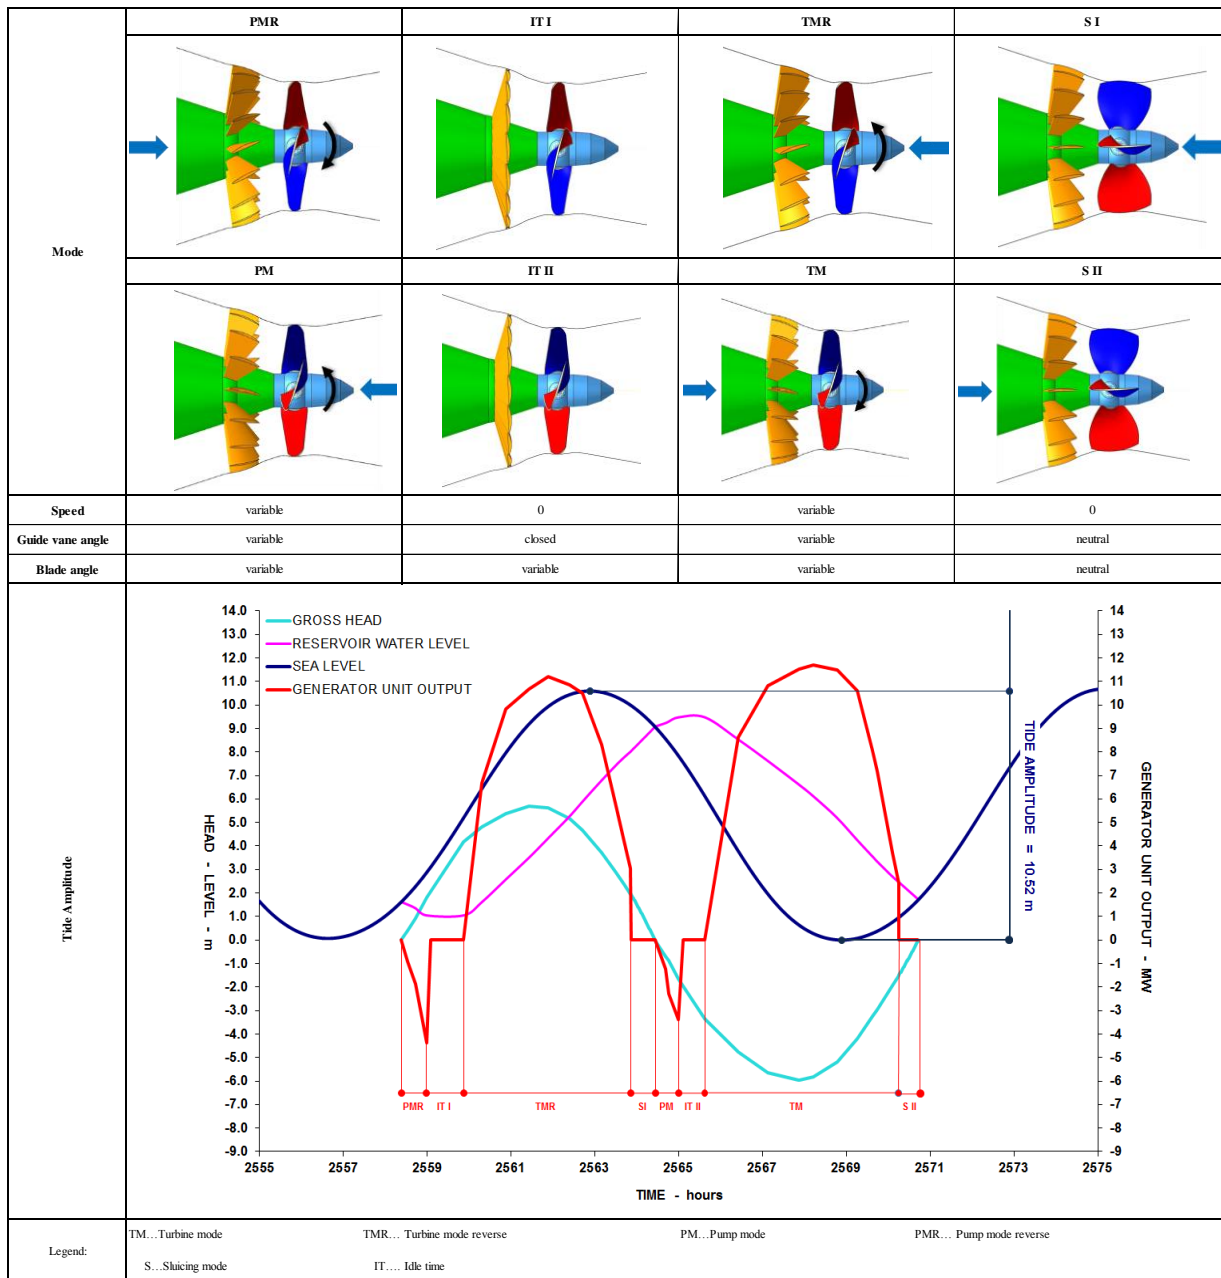 PMR
IT I
TMR
S I
Mode
PM
IT II
TM
S II
Speed
variable
0
variable
0
Guide vane angle
variable
closed
variable
neutral
Blade angle
variable
variable
variable
neutral
Tide Amplitude
GROSS HEAD
RESERVOIR WATER LEVEL
SEA LEVEL
GENERATOR UNIT OUTPUT
HEAD - LEVEL - m
14.0
13.0
12.0
11.0
10.0
9.0
8.0
7.0
6.0
5.0
4.0
3.0
2.0
1.0
0.0
-1.0
-2.0
-3.0
-4.0
-5.0
-6.0
-7.0
-8.0
-9.0
14
13
12
11
10
9
8
7
6
5
4
3
2
1
0
-1
-2
-3
-4
-5
-6
-7
-8
-9
GENERATOR UNIT OUTPUT - MW
TIDE AMPLITUDE = 10.52 m
PMR
IT I
TMR
SI
PM
IT II
TM
S II
2555
2557
2559
2561
2563
2565
2567
2569
2571
2573
2575
TIME - hours
Legend:
TM…Turbine mode
TMR… Turbine mode reverse
PM…Pump mode
PMR… Pump mode reverse
S…Sluicing mode
IT…. Idle time